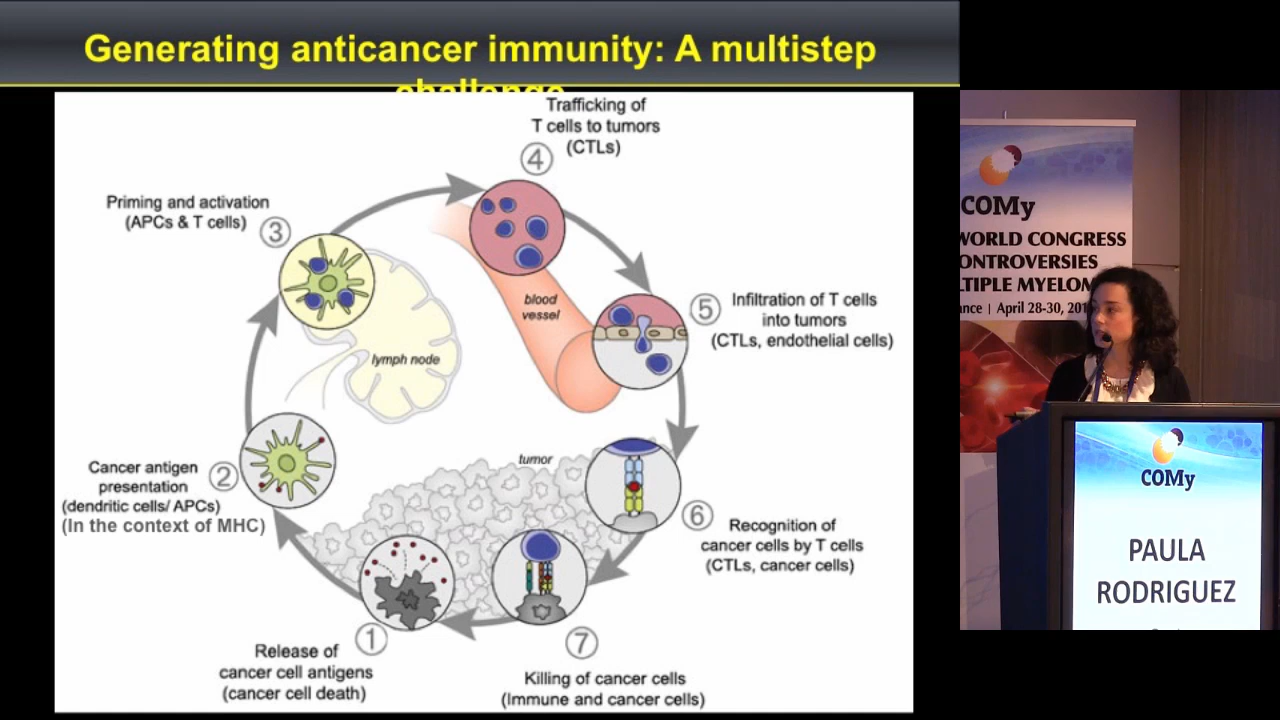 Generating anticancer immunity: A multistep
challenge
Trafficking of
T cells to tumors
(CTLs)
4
Priming and activation
(APCs & T cells)
3
blood
vessel
lymph node
5
Infiltration of T cells
into tumors
(CTLs, endothelial cells)
Cancer antigen
presentation
(dendritic cells/ APCs)
(In the context of MHC)
2
tumor
6
Recognition of
cancer cells by T cells
(CTLs, cancer cells)
1
Release of
cancer cell antigens
(cancer cell death)
7
Killing of cancer cells
(Immune and cancer cells)
COMy
WORLD CONGRESS
ONTROVERSIES
LTIPLE MYELOM
ance | April 28-30, 201
COMy
PAULA
RODRIGUEZ